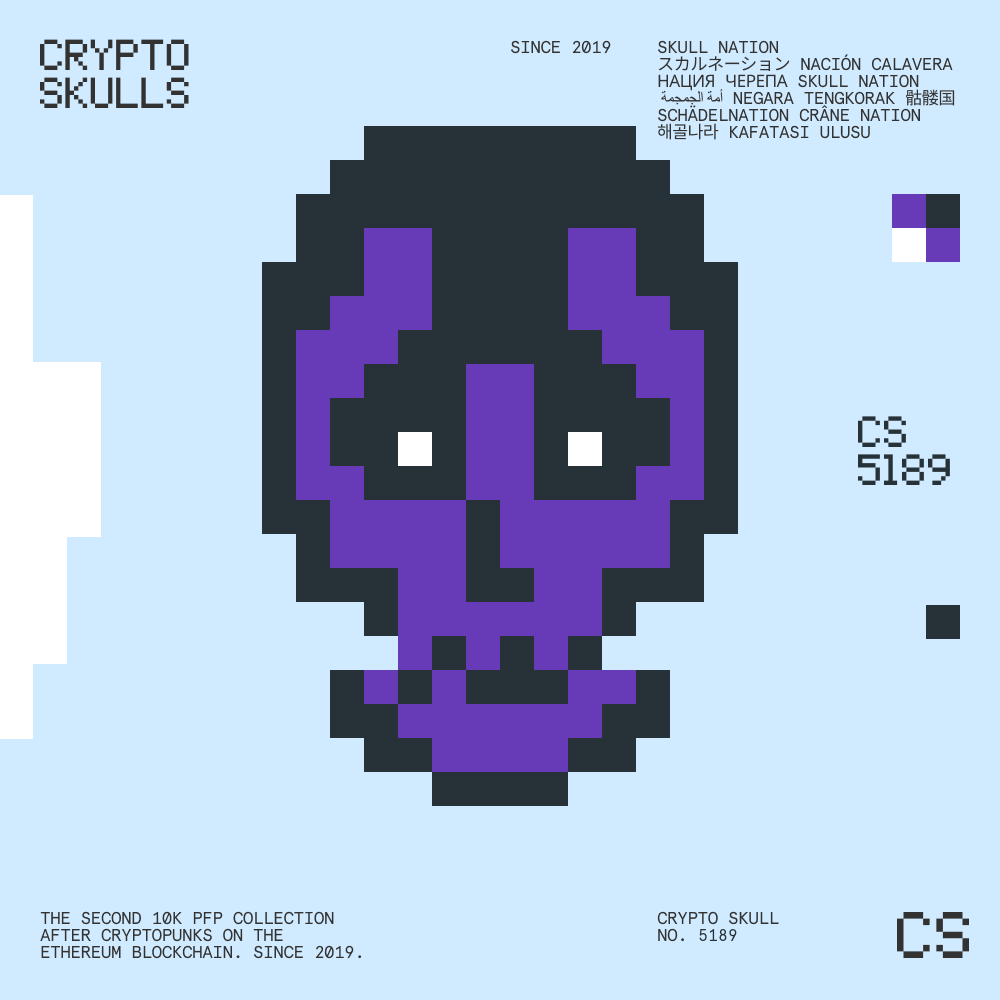 CRYPTO
SKULLS
SINCE 2019
SKULL NATION
スカルネーション NACIÓN CALAVERA
НАЦИЯ ЧЕРЕПА SKULL NATION
أمة الجمجمة NEGARA TENGKORAK 骷髅国
SCHÄDELNATION CRÂNE NATION
해골나라 KAFATASI ULUSU
CS
5189
THE SECOND 10K PFP COLLECTION
AFTER CRYPTOPUNKS ON THE
ETHEREUM BLOCKCHAIN. SINCE 2019.
CRYPTO SKULL
NO. 5189
CS